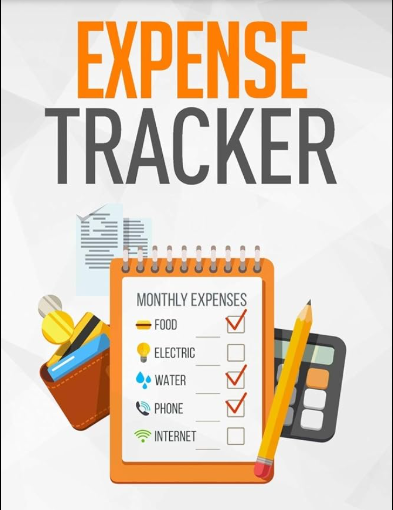 EXPENSE
TRACKER
MONTHLY EXPENSES
FOOD
ELECTRIC
WATER
PHONE
INTERNET